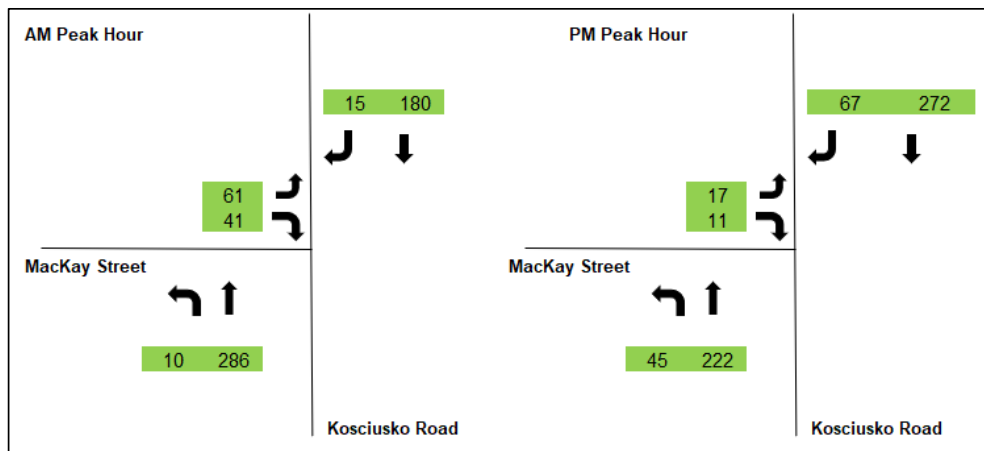 AM Peak Hour
15 180
61
41
MacKay Street
10 286
Kosciusko Road
PM Peak Hour
67 272
17
11
MacKay Street
45 222
Kosciusko Road